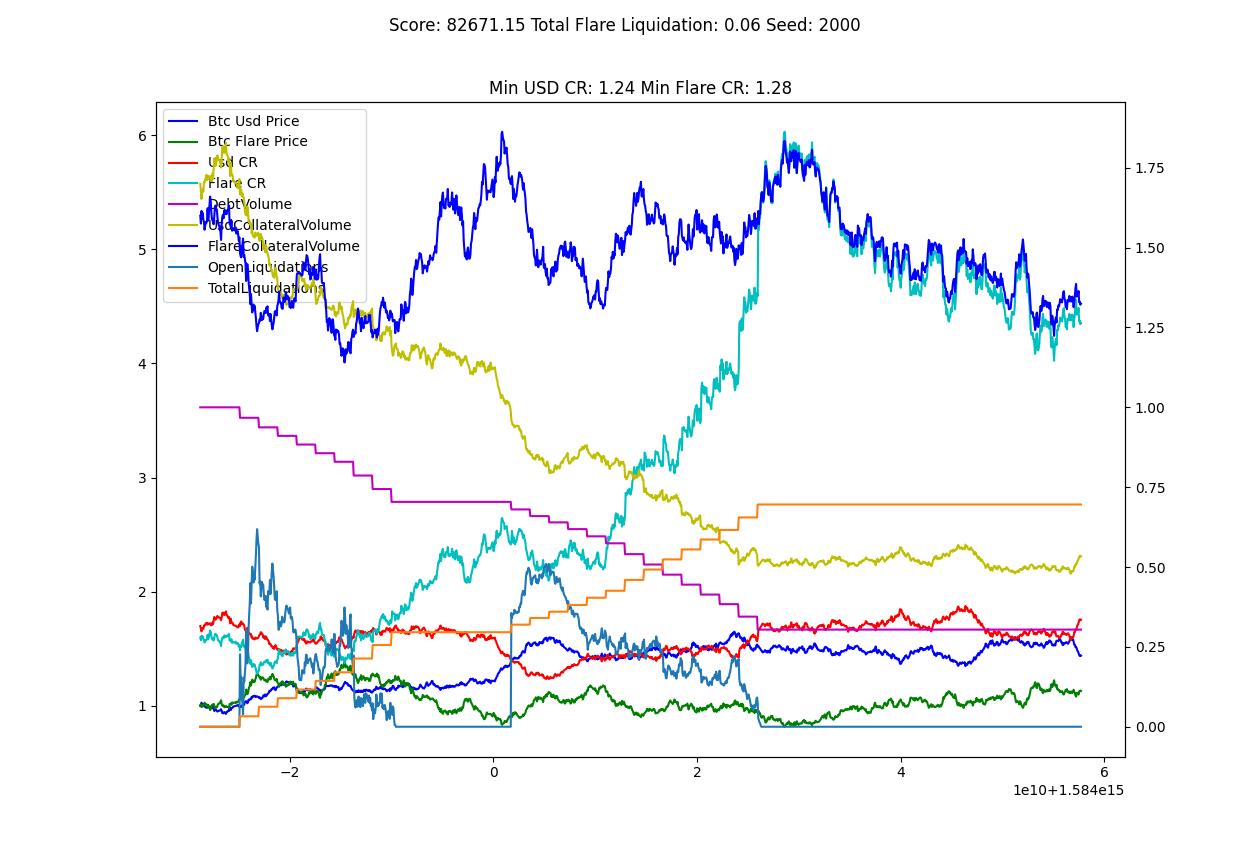 Score: 82671.15 Total Flare Liquidation: 0.06 Seed: 2000
Min USD CR: 1.24 Min Flare CR: 1.28
Btc Usd Price
Btc Flare Price
Usd CR
Flare CR
DebtVolume
UsdCollateralVolume
FlareCollateralVolume
OpenLiquidations
TotalLiquidations
6
5
4
3
2
1
1.75
1.50
1.25
1.00
0.75
0.50
0.25
0.00
−2 0 2 4 6
1e10+1.584e15